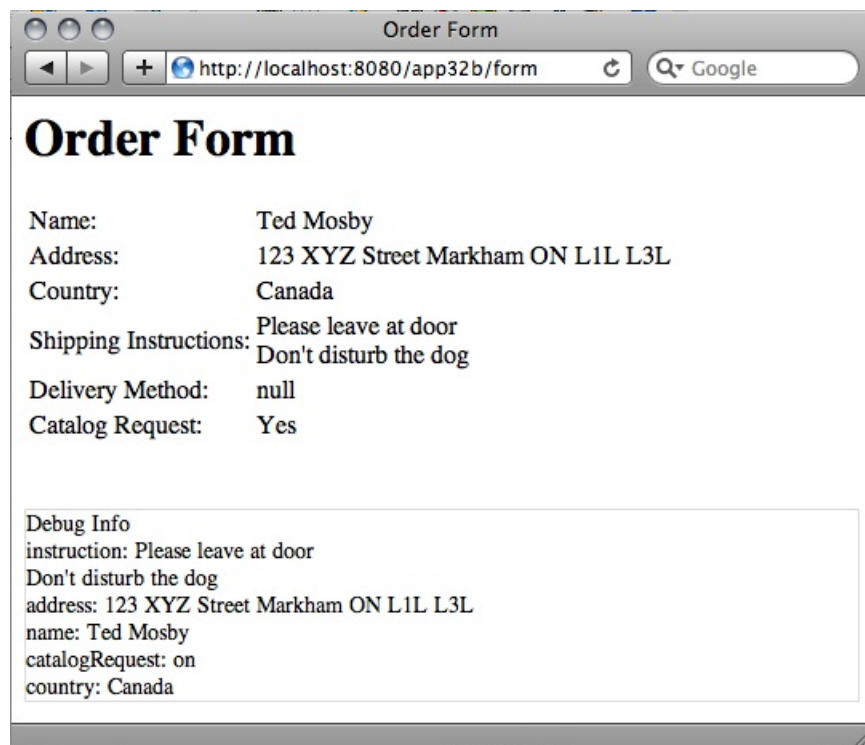 Order Form
http://localhost:8080/app32b/form
Google
Order Form
Name: Ted Mosby
Address: 123 XYZ Street Markham ON L1L L3L
Country: Canada
Shipping Instructions: Please leave at door
Don't disturb the dog
Delivery Method: null
Catalog Request: Yes
Debug Info
instruction: Please leave at door
Don't disturb the dog
address: 123 XYZ Street Markham ON L1L L3L
name: Ted Mosby
catalogRequest: on
country: Canada